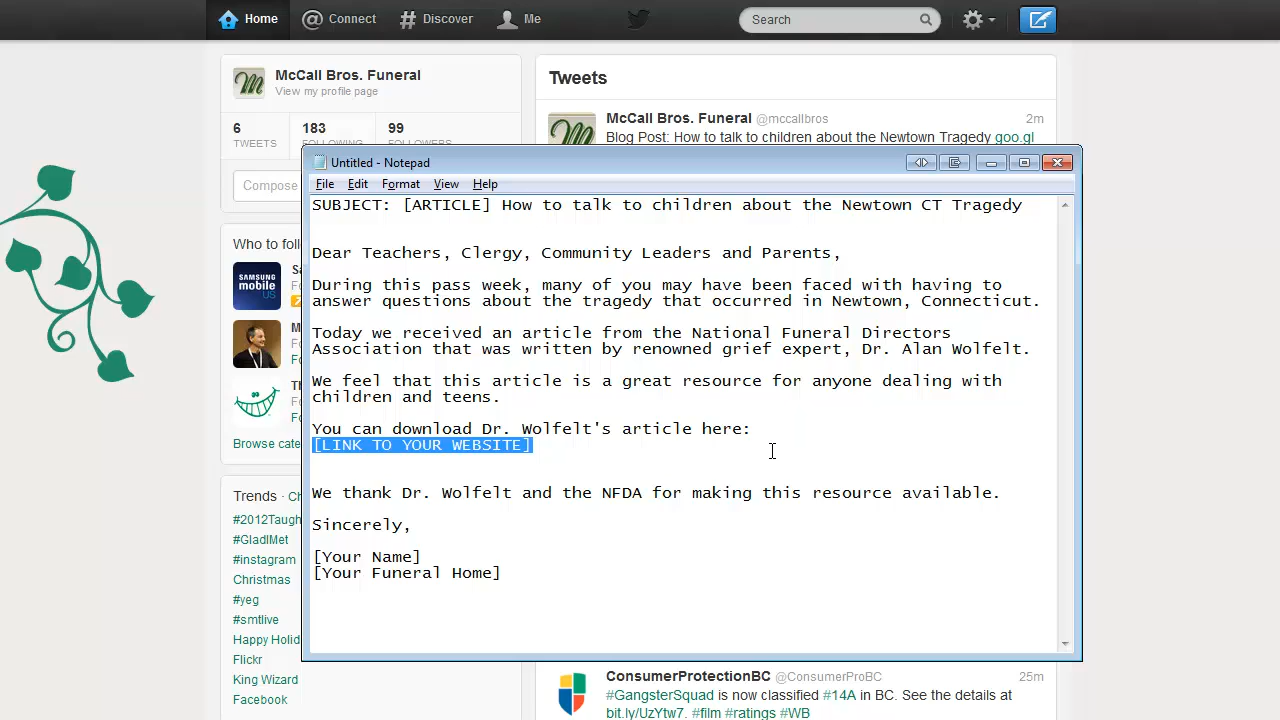 Home
Connect
Discover
Me
Search
McCall Bros. Funeral
View my profile page
6
TWEETS
183
FOLLOWING
99
FOLLOWERS
Compose
Who to foll
SAMSUNG
mobile
US
Browse cate
Trends · Ch
#2012Taugh
#GladIMet
#instagram
Christmas
#yeg
#smtlive
Happy Holid
Flickr
King Wizard
Facebook
Tweets
McCall Bros. Funeral @mccallbros 2m
Blog Post: How to talk to children about the Newtown Tragedy goo.gl
Untitled - Notepad
File Edit Format View Help
SUBJECT: [ARTICLE] How to talk to children about the Newtown CT Tragedy
Dear Teachers, Clergy, Community Leaders and Parents,
During this pass week, many of you may have been faced with having to
answer questions about the tragedy that occurred in Newtown, Connecticut.
Today we received an article from the National Funeral Directors
Association that was written by renowned grief expert, Dr. Alan Wolfelt.
We feel that this article is a great resource for anyone dealing with
children and teens.
You can download Dr. Wolfelt's article here:
[LINK TO YOUR WEBSITE]
We thank Dr. Wolfelt and the NFDA for making this resource available.
Sincerely,
[Your Name]
[Your Funeral Home]
ConsumerProtectionBC @ConsumerProBC 25m
#GangsterSquad is now classified #14A in BC. See the details at
bit.ly/UzYtw7. #film #ratings #WB